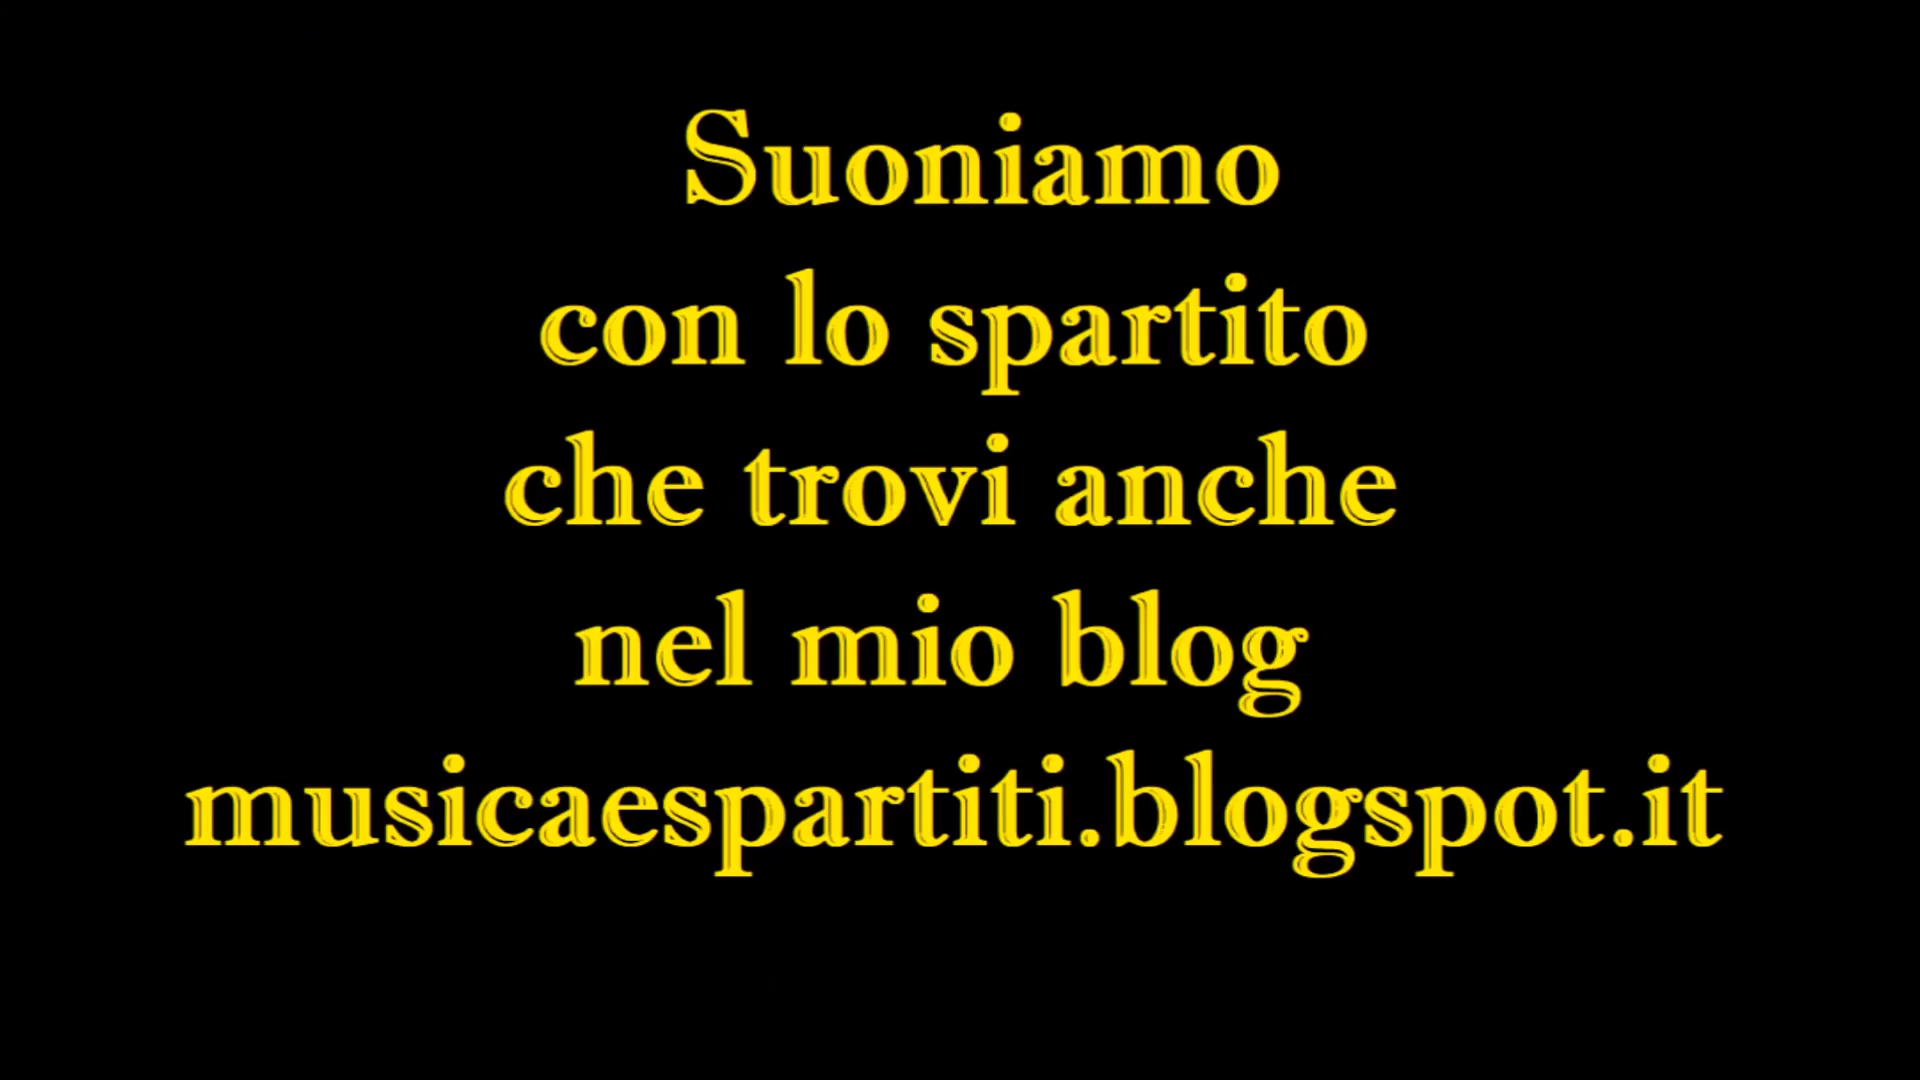 Suoniamo
con lo spartito
che trovi anche
nel mio blog
musicaespartiti.blogspot.it